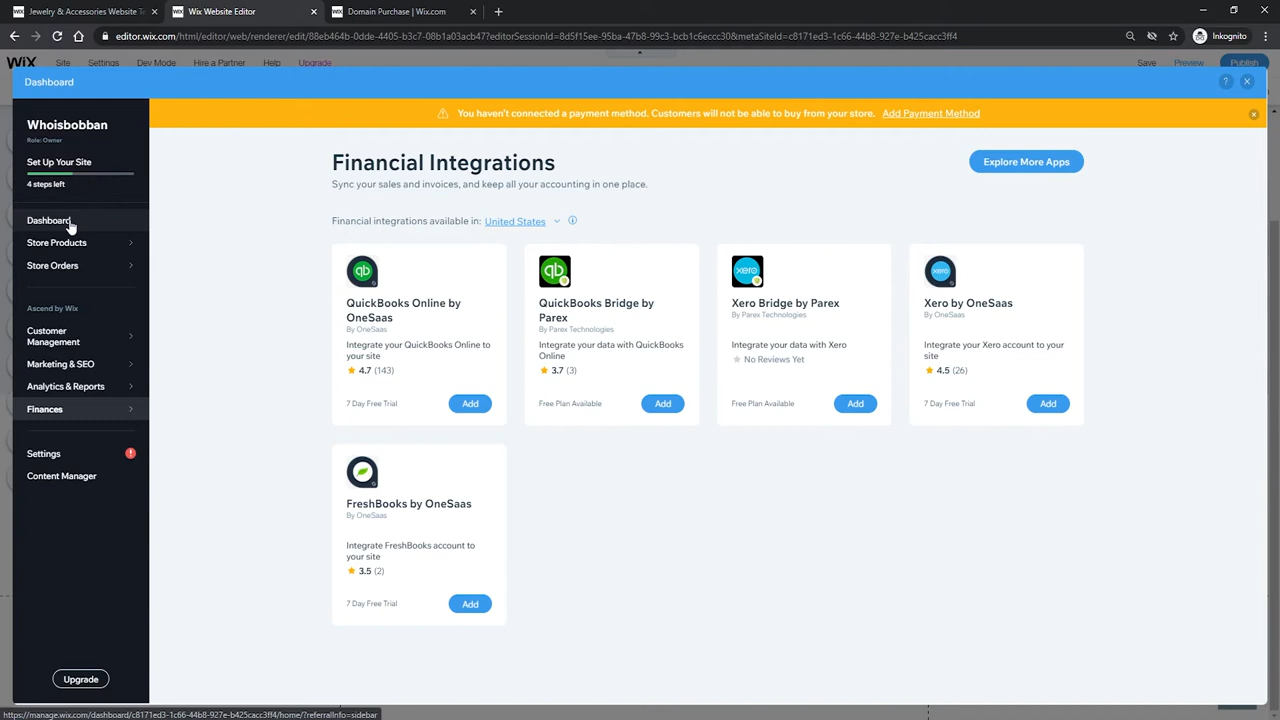 Jewelry & Accessories Website Te
Wix Website Editor
Domain Purchase | Wix.com
editor.wix.com/html/editor/web/renderer/edit/88eb464b-0dde-4405-b3c7-08b1a03acb47?editorSessionId=8d5f15ee-95ba-46bb-8bc1-3cc6cc6b2e13&metaSiteId=c8171ed3-1c66-44b8-927e-b425caecc3ff4
Inkognito
WiX Site Settings Dev Mode Hire a Partner Help Upgrade Save Preview Publish
Dashboard
You haven't connected a payment method. Customers will not be able to buy from your store. Add Payment Method
Whoisbobban
Role: Owner
Set Up Your Site
4 steps left
Dashboard
Store Products
Store Orders
Ascend by Wix
Customer
Management
Marketing & SEO
Analytics & Reports
Finances
Settings
Content Manager
Upgrade
Financial Integrations
Explore More Apps
Sync your sales and invoices, and keep all your accounting in one place.
Financial integrations available in: United States
QuickBooks Online by
OneSaas
By OneSaas
Integrate your QuickBooks Online to
your site
4.7 (143)
7 Day Free Trial Add
QuickBooks Bridge by
Parex
By Parex Technologies
Integrate your data with QuickBooks
Online
3.7 (3)
Free Plan Available Add
xero
Xero Bridge by Parex
By Parex Technologies
Integrate your data with Xero
No Reviews Yet
Free Plan Available Add
xero
Xero by OneSaas
By OneSaas
Integrate your Xero account to your
site
4.5 (26)
7 Day Free Trial Add
FreshBooks by OneSaas
By OneSaas
Integrate FreshBooks account to
your site
3.5 (2)
7 Day Free Trial Add
https://manage.wix.com/dashboard/c8171ed3-1c66-44b8-927e-b425caecc3ff4/home/?referralInfo=sidebar